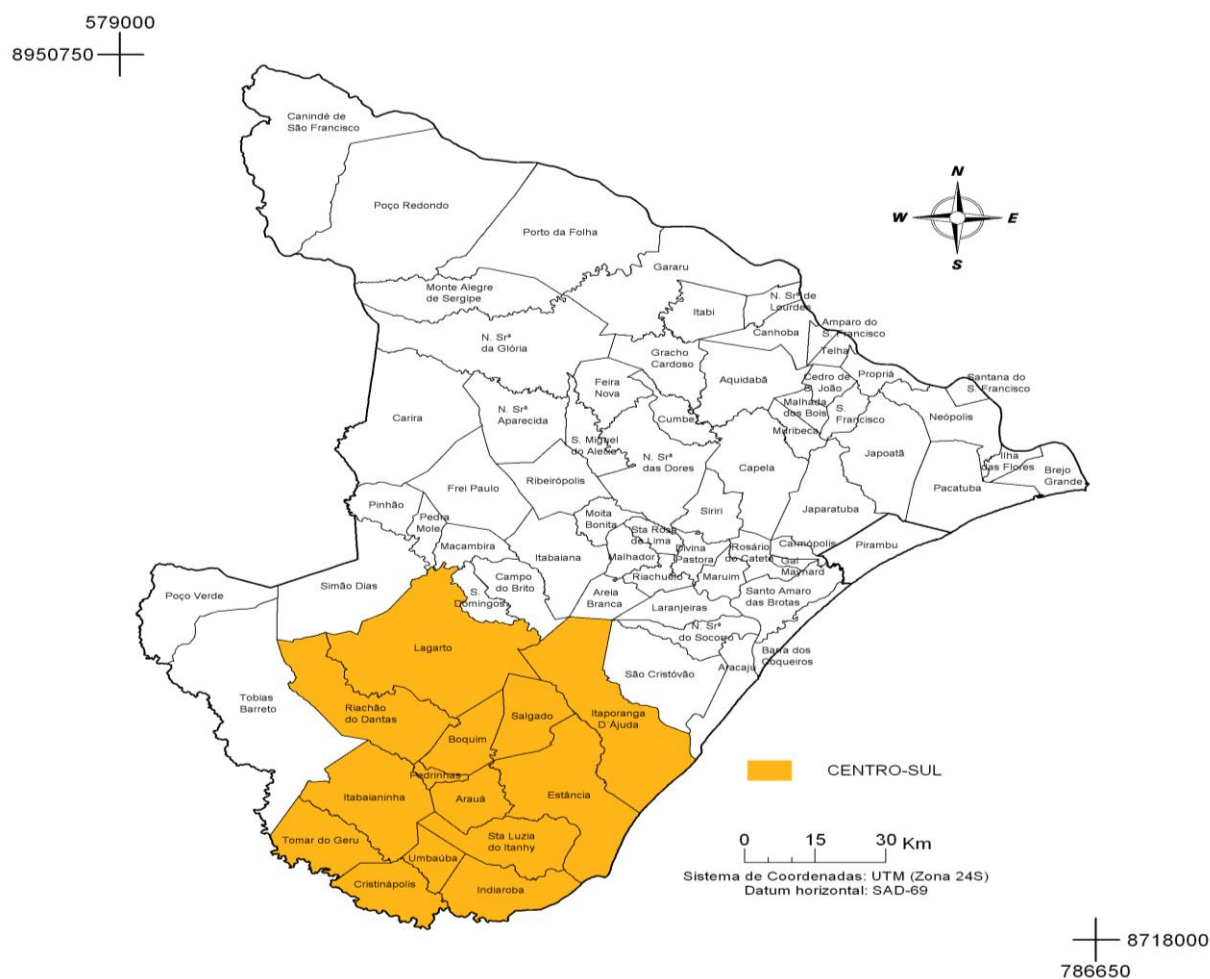 579000
8950750
Canindé de
São Francisco
N
W
E
S
Poço Redondo
Porto da Folha
Gararu
Monte Alegre
de Sergipe
Itabi
N. Srª de
Lourdes
Canhoba
Amparo do
S. Francisco
Telha
N. Srª
da Glória
Gracho
Cardoso
Aquidabã
Cedro de
S. João
Propriá
Santana do
S. Francisco
Feira
Nova
Malhada
dos Bois
S.
Francisco
Neópolis
Carira
N. Srª
Aparecida
Cumbe
Muribeca
S. Miguel
do Aleixo
N. Srª
das Dores
Capela
Japoatã
Ilha
das Flores
Brejo
Grande
Pacatuba
Ribeirópolis
Frei Paulo
Pinhão
Pedra
Mole
Moita
Bonita
Siriri
Japaratuba
Sta Rosa
de Lima
Macambira
Itabaiana
Malhador
Divina
Pastora
Rosário
do Catete
Carmópolis
Pirambu
Gal
Maynard
Riachuelo
Maruim
Poço Verde
Simão Dias
S.
Domingos
Campo
do Brito
Areia
Branca
Laranjeiras
Santo Amaro
das Brotas
N. Srª
do Socorro
Barra dos
Coqueiros
Aracaju
São Cristóvão
Lagarto
Tobias
Barreto
Riachão
do Dantas
Salgado
Itaporanga
D´Ájuda
Boquim
Pedrinhas
Itabaianinha
Arauá
Estância
CENTRO-SUL
Tomar do Geru
Umbaúba
Sta Luzia
do Itanhy
Cristinápolis
Indiaroba
0 15 30 Km
Sistema de Coordenadas: UTM (Zona 24S)
Datum horizontal: SAD-69
8718000
786650